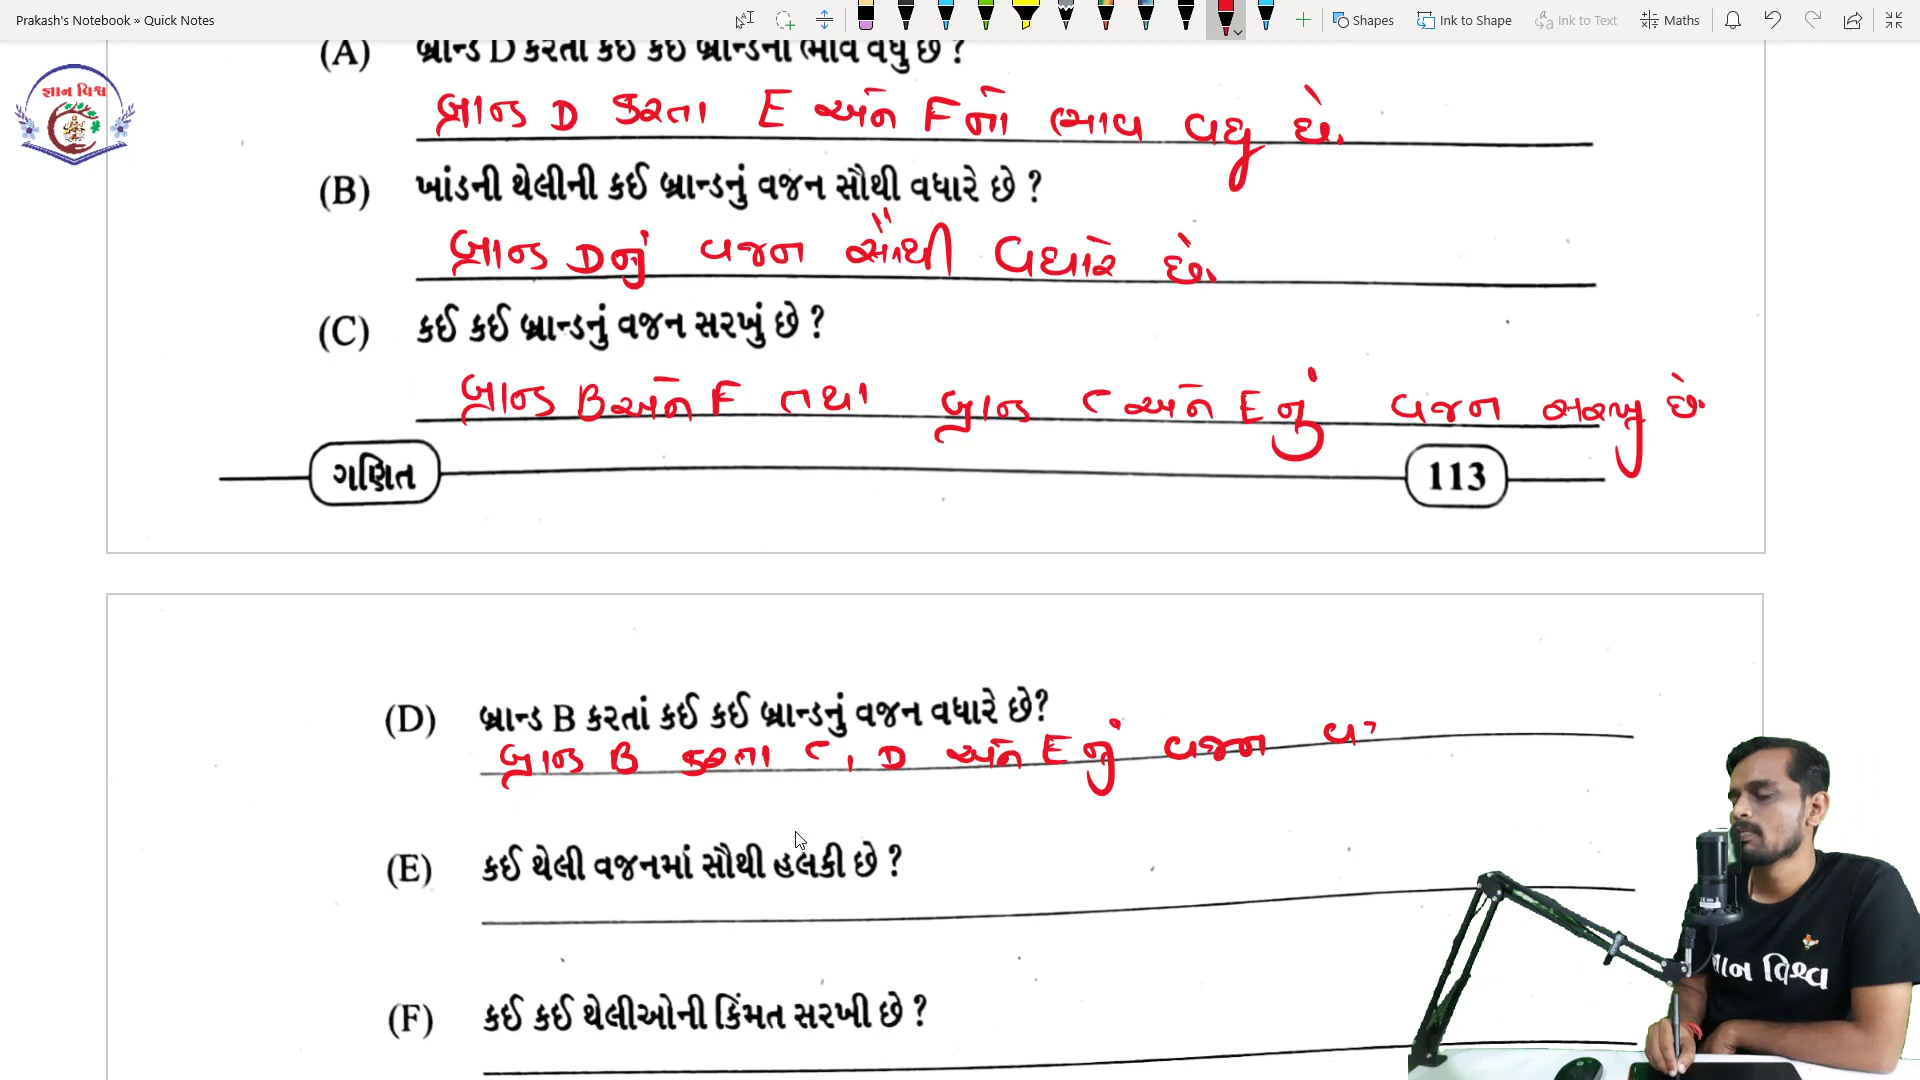 Prakash's Notebook » Quick Notes
Shapes Ink to Shape Ink to Text Maths
જ્ઞાન વિશ્વ
(A) બ્રાન્ડ D કરતાં કઈ કઈ બ્રાન્ડનો ભાવ વધુ છે ?
બ્રાન્ડ D કરતા E અને F નો ભાવ વધુ છે.
(B) ખાંડની થેલીની કઈ બ્રાન્ડનું વજન સૌથી વધારે છે ?
બ્રાન્ડ D નું વજન સૌથી વધારે છે.
(C) કઈ કઈ બ્રાન્ડનું વજન સરખું છે ?
બ્રાન્ડ B અને F તથા બ્રાન્ડ C અને E નું વજન સરખુ છે.
ગણિત 113
(D) બ્રાન્ડ B કરતાં કઈ કઈ બ્રાન્ડનું વજન વધારે છે?
બ્રાન્ડ B કરતા C, D અને E નું વજન
(E) કઈ થેલી વજનમાં સૌથી હલકી છે ?
(F) કઈ કઈ થેલીઓની કિંમત સરખી છે ?
વિશ્વ